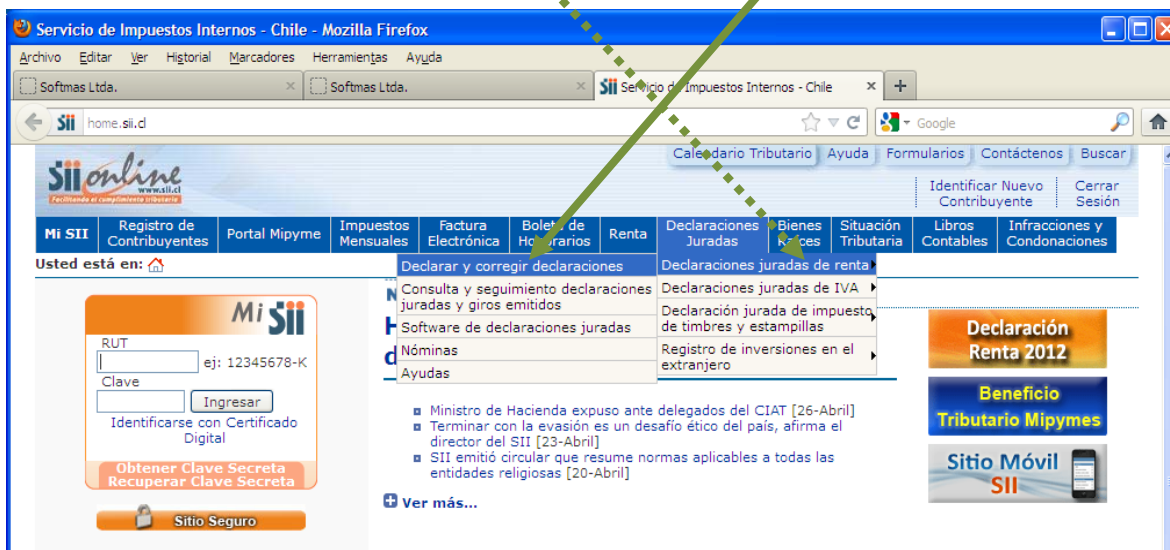 Servicio de Impuestos Internos - Chile - Mozilla Firefox
Archivo Editar Ver Historial Marcadores Herramientas Ayuda
Softmas Ltda.
Softmas Ltda.
Sii Servicio de Impuestos Internos - Chile
Sii home.sii.cl
Google
Calendario Tributario Ayuda Formularios Contáctenos Buscar
Sii online
www.sii.cl
Facilitando el cumplimiento tributario
Identificar Nuevo Contribuyente
Cerrar Sesión
Mi SII
Registro de Contribuyentes
Portal Mipyme
Impuestos Mensuales
Factura Electrónica
Boleta de Honorarios
Renta
Declaraciones Juradas
Bienes Raíces
Situación Tributaria
Libros Contables
Infracciones y Condonaciones
Usted está en:
Declarar y corregir declaraciones
Consulta y seguimiento declaraciones
juradas y giros emitidos
Software de declaraciones juradas
Nóminas
Ayudas
Declaraciones juradas de renta
Declaraciones juradas de IVA
Declaración jurada de impuesto
de timbres y estampillas
Registro de inversiones en el
extranjero
Mi Sii
RUT
ej: 12345678-K
Clave
Ingresar
Identificarse con Certificado
Digital
Obtener Clave Secreta
Recuperar Clave Secreta
Sitio Seguro
Ministro de Hacienda expuso ante delegados del CIAT [26-Abril]
Terminar con la evasión es un desafío ético del país, afirma el
director del SII [23-Abril]
SII emitió circular que resume normas aplicables a todas las
entidades religiosas [20-Abril]
Ver más...
Declaración
Renta 2012
Beneficio
Tributario Mipymes
Sitio Móvil
SII